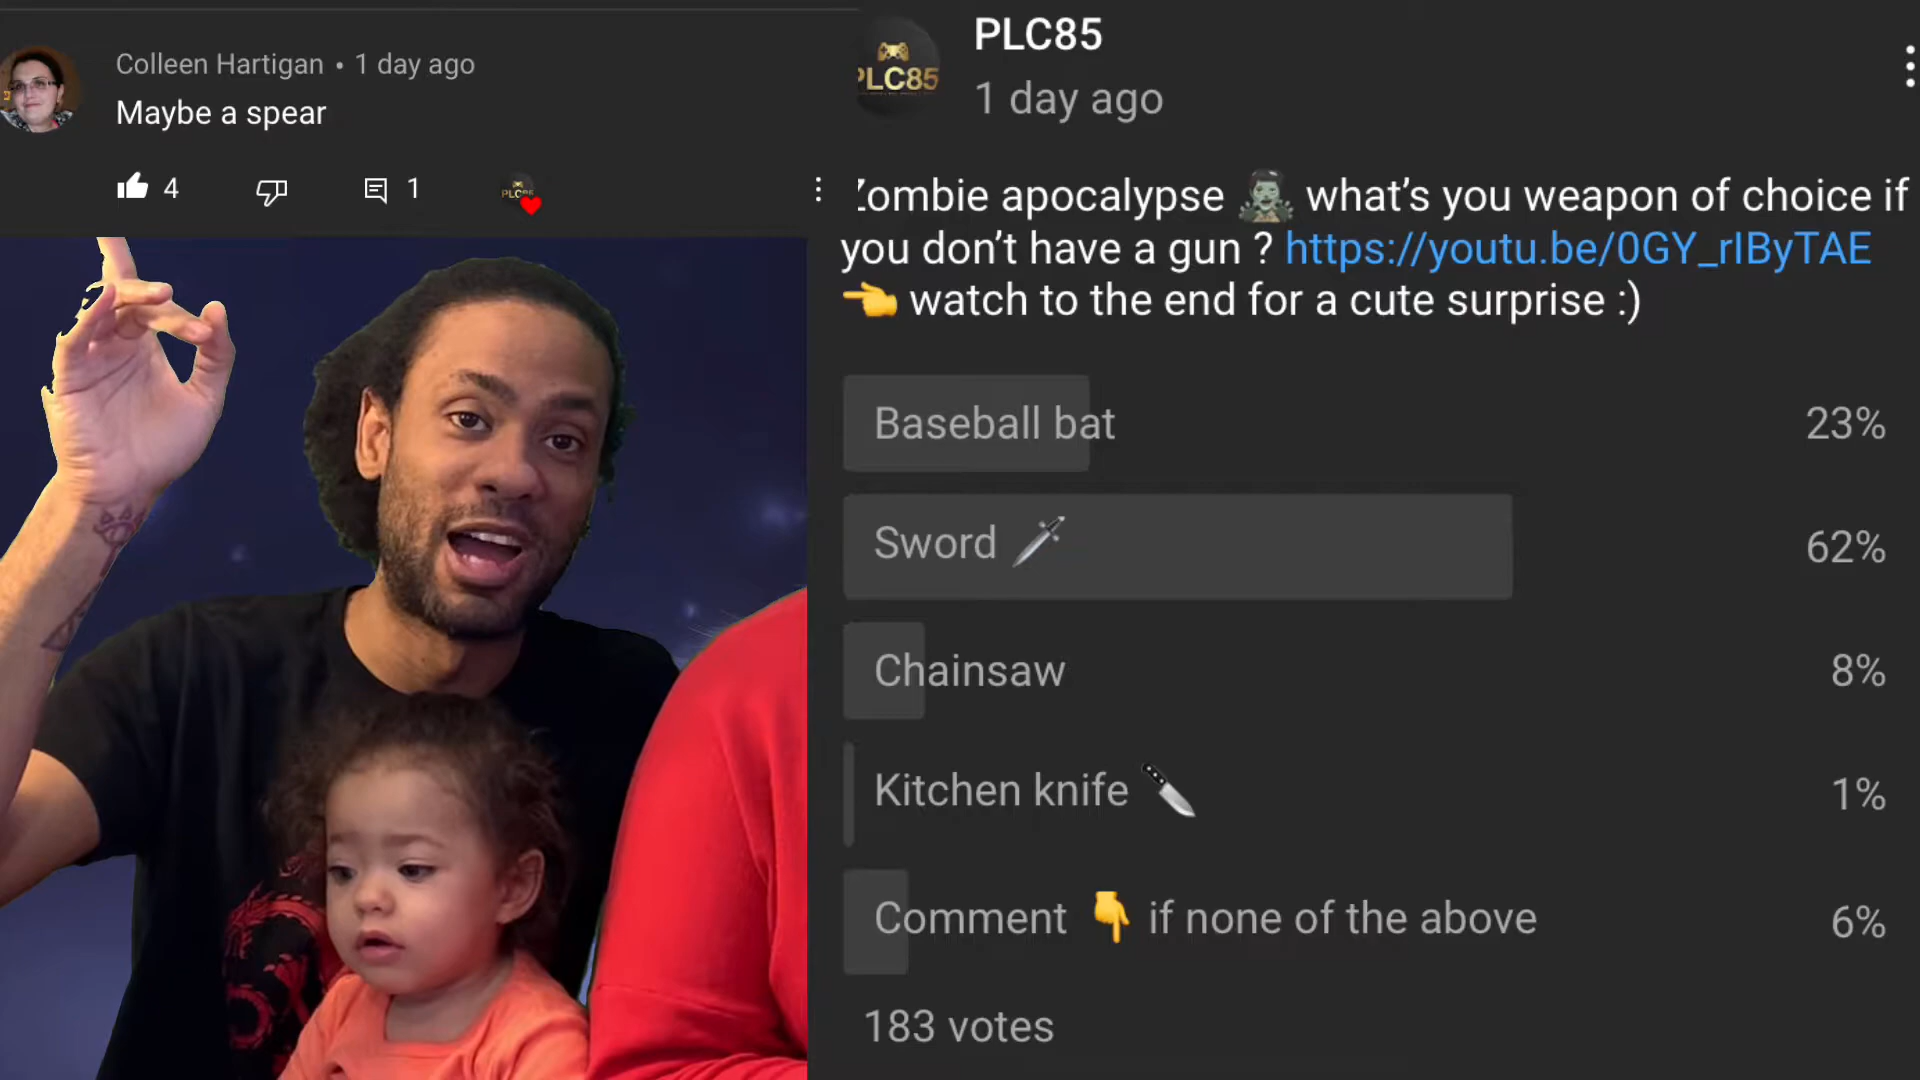 Colleen Hartigan • 1 day ago
Maybe a spear
4
1
PLC85
PLC85
1 day ago
Zombie apocalypse 🧟 what's you weapon of choice if
you don't have a gun ? https://youtu.be/0GY_rIByTAE
👈 watch to the end for a cute surprise :)
Baseball bat 23%
Sword 🗡 62%
Chainsaw 8%
Kitchen knife 🔪 1%
Comment 👇 if none of the above 6%
183 votes